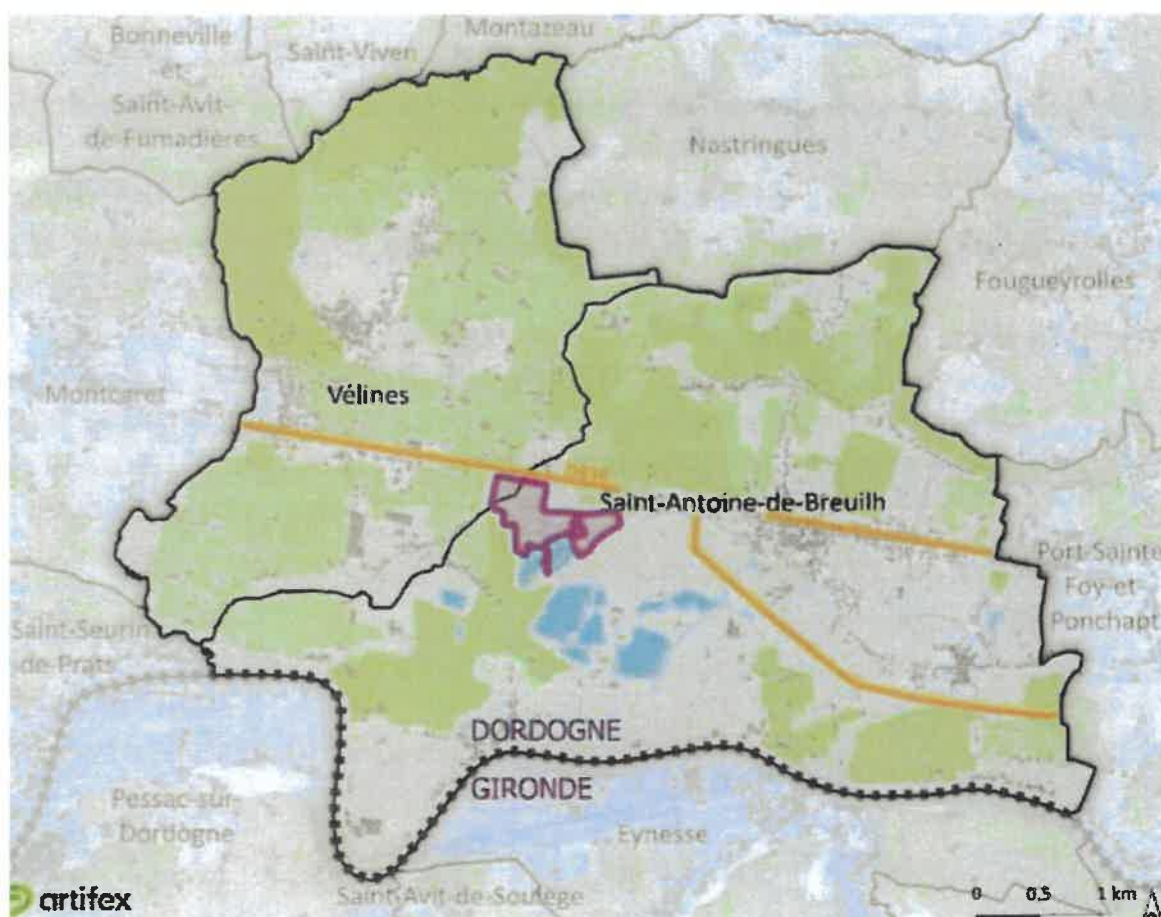 Bonneville
et
Saint-Avit-
de-Fumadières
Saint-Viven
Montazeau
Nastringues
Fougueyrolles
Montcaret
Vélines
Saint-Antoine-de-Breuilh
Port-Sainte
Foy-et-
Ponchapt
Saint-Seurin
de-Prats
DORDOGNE
GIRONDE
Pessac-sur-
Dordogne
Eynesse
Saint-Avit-de-Soulège
artifex
0 0,5 1 km